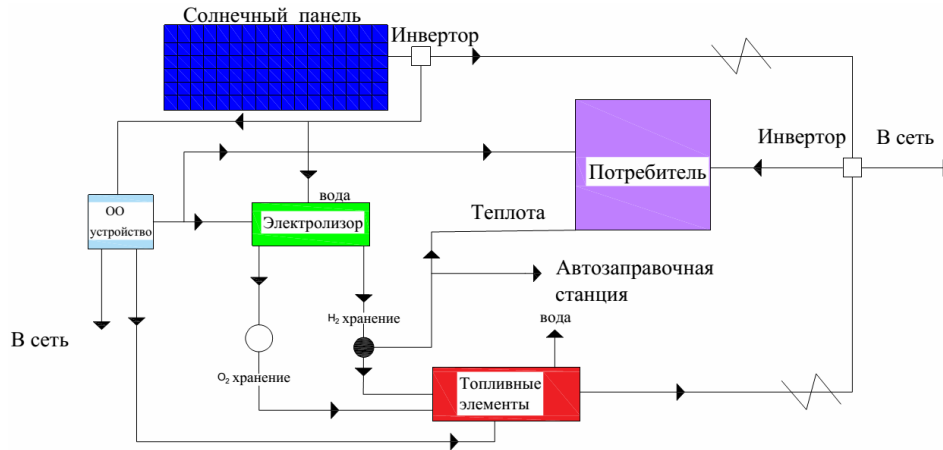 Солнечный панель
Инвертор
Инвертор
В сеть
Потребитель
вода
ОО
устройство
Электролизор
Теплота
Автозаправочная
станция
H₂ хранение
вода
В сеть
O₂ хранение
Топливные
элементы